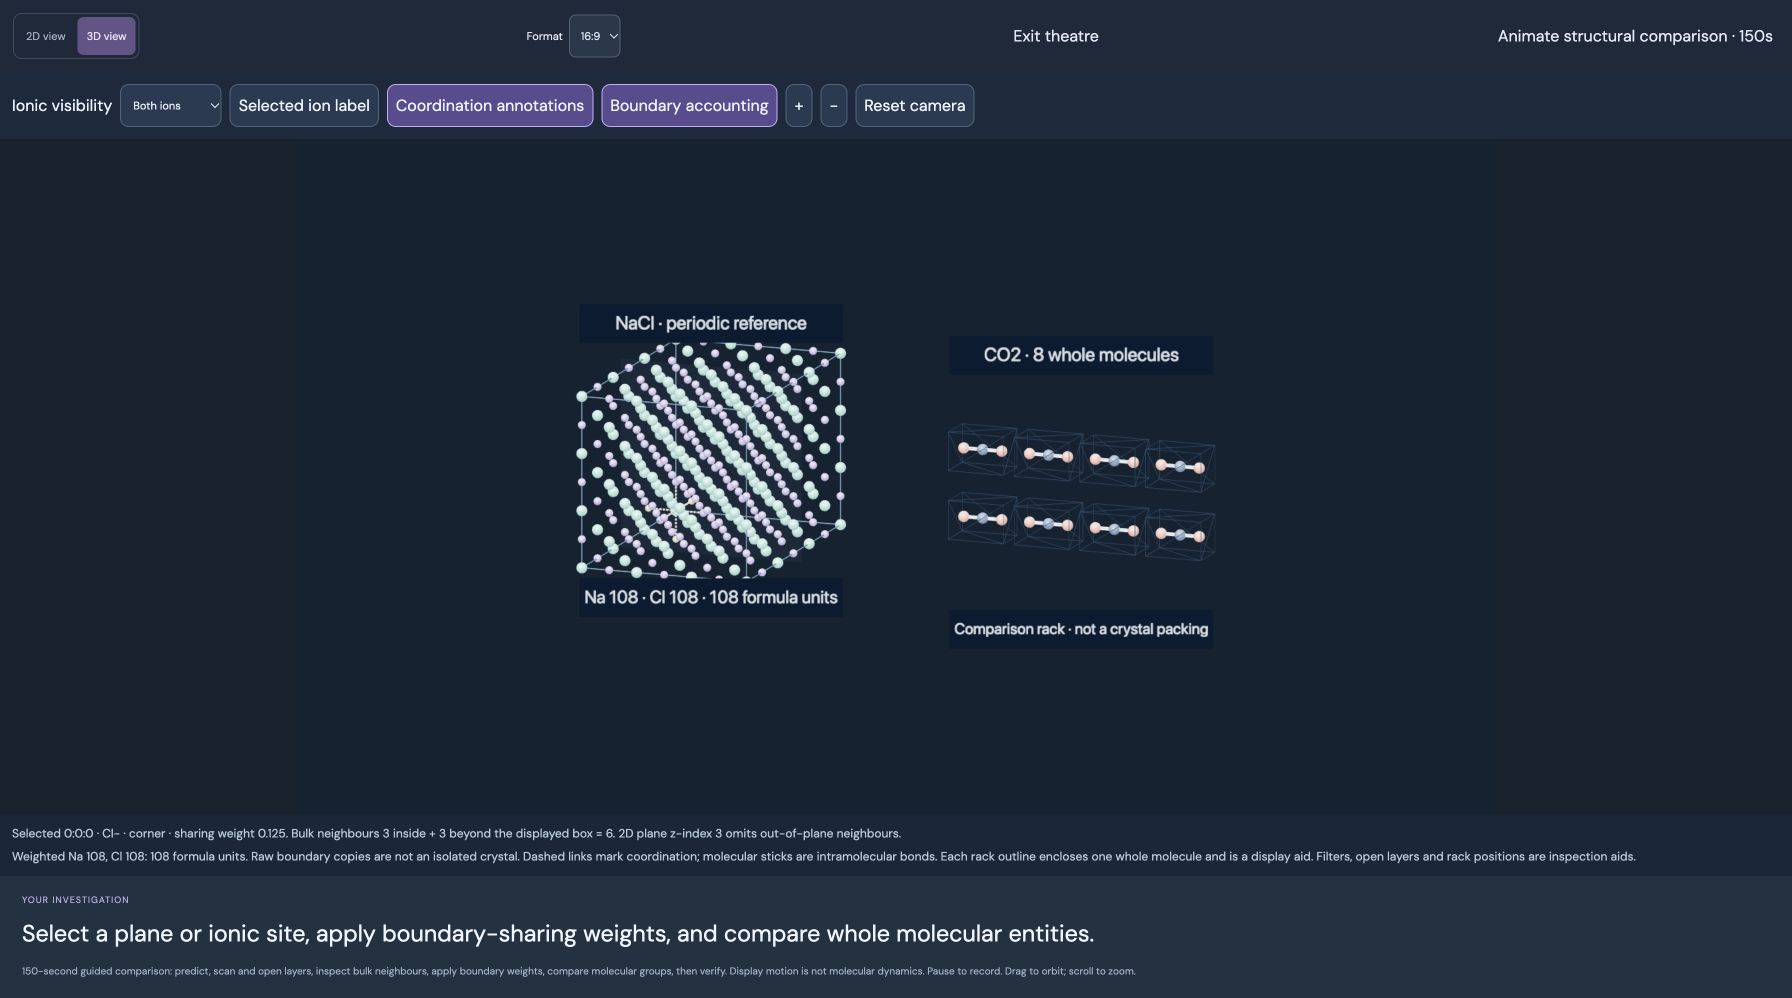 2D view 3D view Format 16:9 Exit theatre Animate structural comparison · 150s
Ionic visibility Both ions Selected ion label Coordination annotations Boundary accounting + - Reset camera
NaCl · periodic reference
CO2 · 8 whole molecules
Na 108 · Cl 108 · 108 formula units
Comparison rack · not a crystal packing
Selected 0:0:0 · Cl− · corner · sharing weight 0.125. Bulk neighbours 3 inside + 3 beyond the displayed box = 6. 2D plane z-index 3 omits out-of-plane neighbours.
Weighted Na 108, Cl 108: 108 formula units. Raw boundary copies are not an isolated crystal. Dashed links mark coordination; molecular sticks are intramolecular bonds. Each rack outline encloses one whole molecule and is a display aid. Filters, open layers and rack positions are inspection aids.
YOUR INVESTIGATION
Select a plane or ionic site, apply boundary-sharing weights, and compare whole molecular entities.
150-second guided comparison: predict, scan and open layers, inspect bulk neighbours, apply boundary weights, compare molecular groups, then verify. Display motion is not molecular dynamics. Pause to record. Drag to orbit; scroll to zoom.